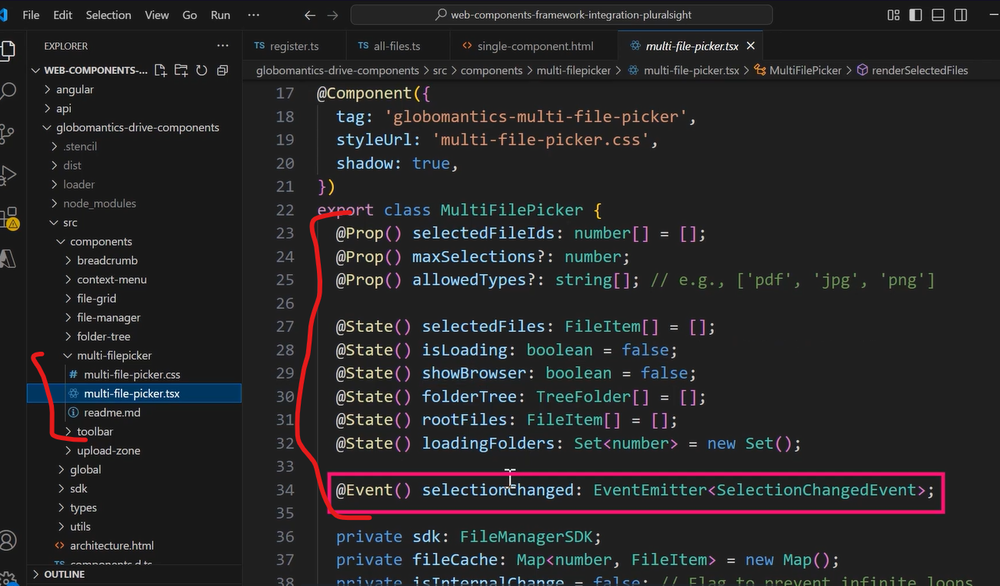 File Edit Selection View Go Run ···
web-components-framework-integration-pluralsight
EXPLORER ···
WEB-COMPONENTS-...
angular
api
globomantics-drive-components
.stencil
dist
loader
node_modules
src
components
breadcrumb
context-menu
file-grid
file-manager
folder-tree
multi-filepicker
# multi-file-picker.css
multi-file-picker.tsx
readme.md
toolbar
upload-zone
global
sdk
types
utils
<> architecture.html
TS components.d.ts
OUTLINE
TS register.ts
TS all-files.ts
<> single-component.html
multi-file-picker.tsx
globomantics-drive-components > src > components > multi-filepicker > multi-file-picker.tsx > MultiFilePicker > renderSelectedFiles
17 @Component({
18 tag: 'globomantics-multi-file-picker',
19 styleUrl: 'multi-file-picker.css',
20 shadow: true,
21 })
22 export class MultiFilePicker {
23 @Prop() selectedFileIds: number[] = [];
24 @Prop() maxSelections?: number;
25 @Prop() allowedTypes?: string[]; // e.g., ['pdf', 'jpg', 'png']
26
27 @State() selectedFiles: FileItem[] = [];
28 @State() isLoading: boolean = false;
29 @State() showBrowser: boolean = false;
30 @State() folderTree: TreeFolder[] = [];
31 @State() rootFiles: FileItem[] = [];
32 @State() loadingFolders: Set<number> = new Set();
33
34 @Event() selectionChanged: EventEmitter<SelectionChangedEvent>;
35
36 private sdk: FileManagerSDK;
37 private fileCache: Map<number, FileItem> = new Map();
38 private isInternalChange = false; // Flag to prevent infinite loops